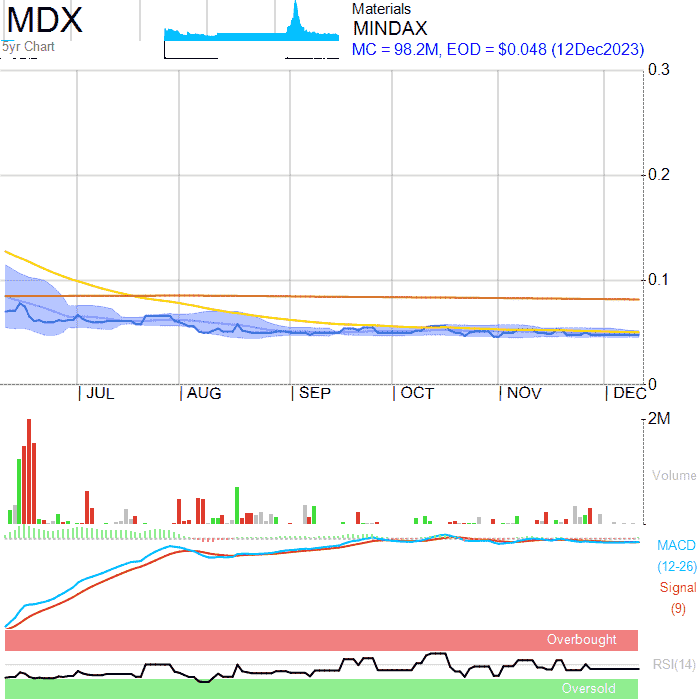 MDX
5yr Chart
Materials
MINDAX
MC = 98.2M, EOD = $0.048 (12Dec2023)
0.3
0.2
0.1
0
JUL
AUG
SEP
OCT
NOV
DEC
2M
Volume
MACD
(12-26)
Signal
(9)
Overbought
RSI(14)
Oversold